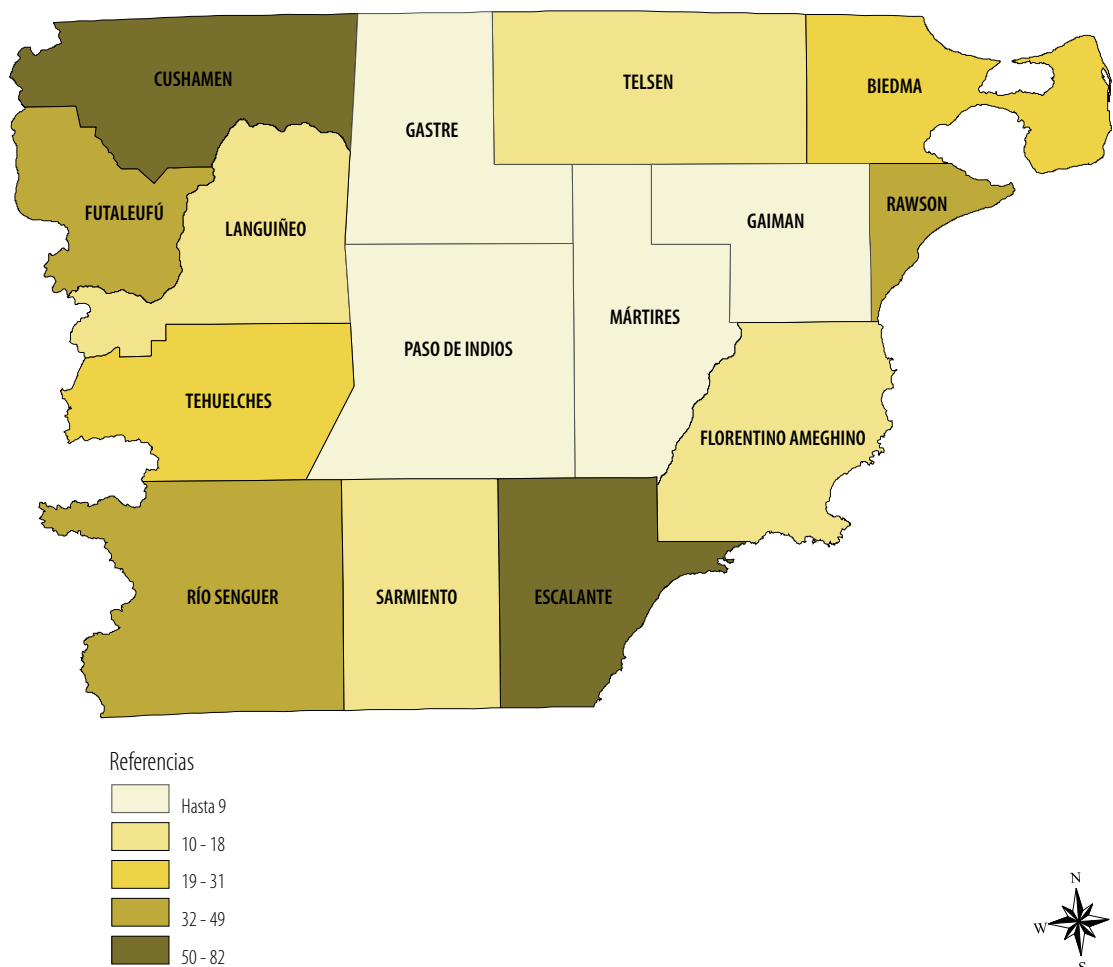 CUSHAMEN
TELSEN
BIEDMA
GASTRE
FUTALEUFÚ
LANGUIÑEO
GAIMAN
RAWSON
MÁRTIRES
PASO DE INDIOS
TEHUELCHES
FLORENTINO AMEGHINO
RÍO SENGUER
SARMIENTO
ESCALANTE
Referencias
Hasta 9
10 - 18
19 - 31
32 - 49
50 - 82
N
W
S